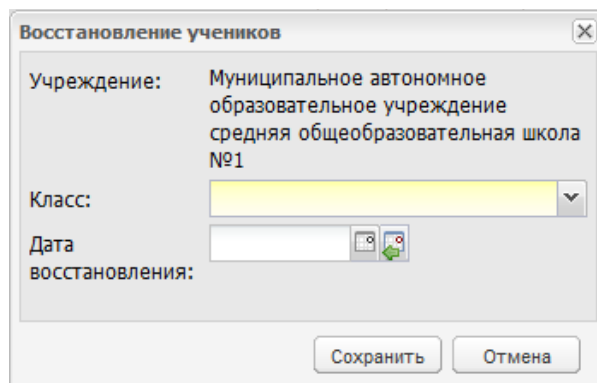 Восстановление учеников
Учреждение: Муниципальное автономное
образовательное учреждение
средняя общеобразовательная школа
№1
Класс:
Дата
восстановления:
Сохранить Отмена